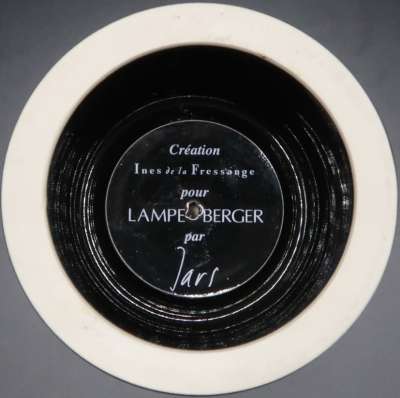 Création
Ines de la Fressange
pour
LAMPE BERGER
par
Jars